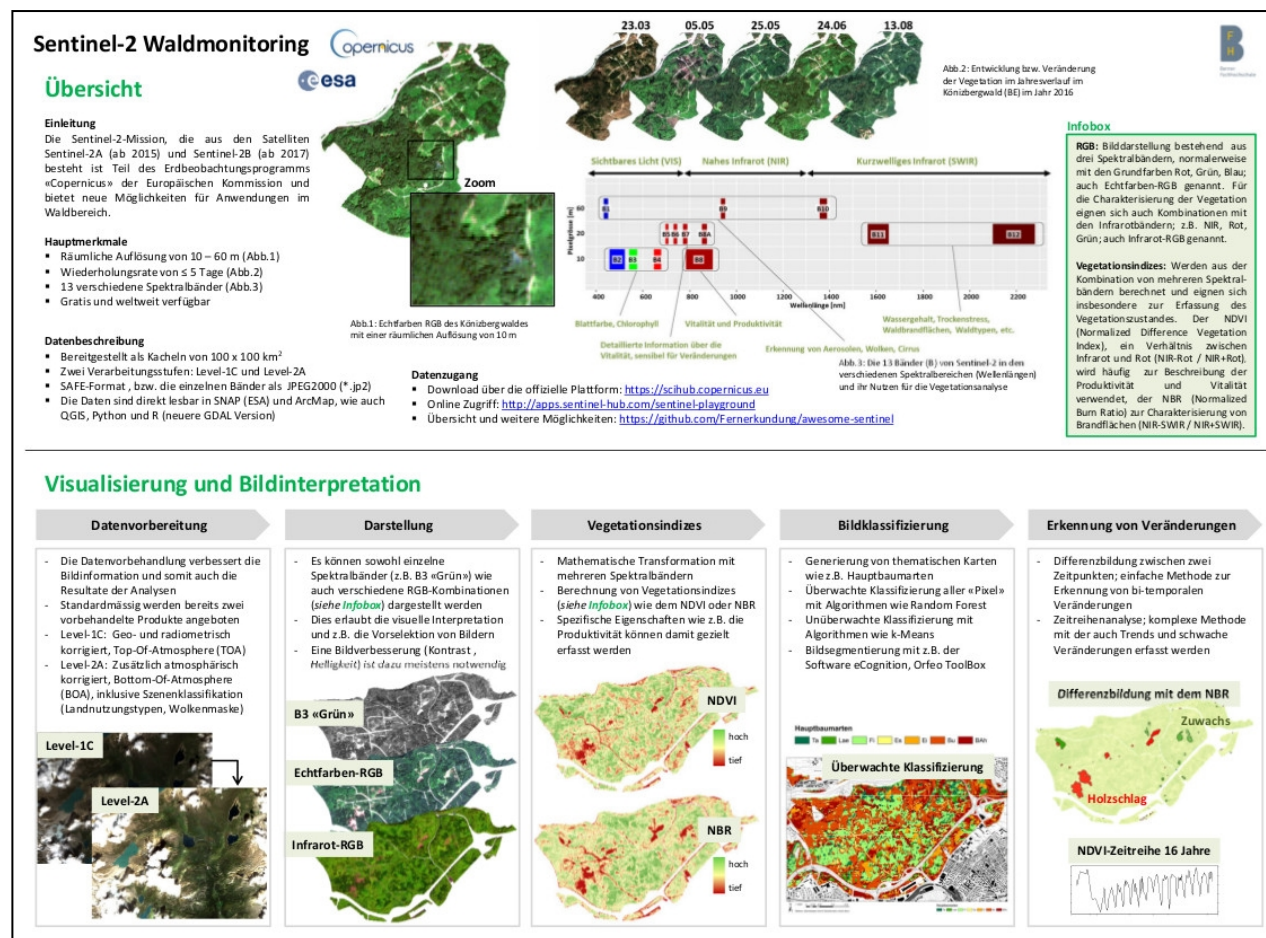 Sentinel-2 Waldmonitoring
Copernicus
esa
Übersicht
Einleitung
Die Sentinel-2-Mission, die aus den Satelliten
Sentinel-2A (ab 2015) und Sentinel-2B (ab 2017)
besteht ist Teil des Erdbeobachtungsprogramms
«Copernicus» der Europäischen Kommission und
bietet neue Möglichkeiten für Anwendungen im
Waldbereich.
Hauptmerkmale
▪ Räumliche Auflösung von 10 – 60 m (Abb.1)
▪ Wiederholungsrate von ≤ 5 Tage (Abb.2)
▪ 13 verschiedene Spektralbänder (Abb.3)
▪ Gratis und weltweit verfügbar
Datenbeschreibung
▪ Bereitgestellt als Kacheln von 100 x 100 km²
▪ Zwei Verarbeitungsstufen: Level-1C und Level-2A
▪ SAFE-Format , bzw. die einzelnen Bänder als JPEG2000 (*.jp2)
▪ Die Daten sind direkt lesbar in SNAP (ESA) und ArcMap, wie auch
QGIS, Python und R (neuere GDAL Version)
Zoom
Abb.1: Echtfarben RGB des Könizbergwaldes
mit einer räumlichen Auflösung von 10 m
23.03 05.05 25.05 24.06 13.08
Abb.2: Entwicklung bzw. Veränderung
der Vegetation im Jahresverlauf im
Könizbergwald (BE) im Jahr 2016
B F H
Berner
Fachhochschule
Sichtbares Licht (VIS) Nahes Infrarot (NIR) Kurzwelliges Infrarot (SWIR)
Pixelgrösse [m]
60 B1 B9 B10
20 B5 B6 B7 B8A B11 B12
10 B2 B3 B4 B8
400 600 800 1000 1200 1400 1600 1800 2000 2200
Wellenlänge [nm]
Blattfarbe, Chlorophyll
Vitalität und Produktivität
Wassergehalt, Trockenstress,
Waldbrandflächen, Waldtypen, etc.
Detaillierte Information über die
Vitalität, sensibel für Veränderungen
Erkennung von Aerosolen, Wolken, Cirrus
Abb. 3: Die 13 Bänder (B) von Sentinel-2 in den
verschiedenen Spektralbereichen (Wellenlängen)
und ihr Nutzen für die Vegetationsanalyse
Datenzugang
▪ Download über die offizielle Plattform: https://scihub.copernicus.eu
▪ Online Zugriff: http://apps.sentinel-hub.com/sentinel-playground
▪ Übersicht und weitere Möglichkeiten: https://github.com/Fernerkundung/awesome-sentinel
Infobox
RGB: Bilddarstellung bestehend aus
drei Spektralbändern, normalerweise
mit den Grundfarben Rot, Grün, Blau;
auch Echtfarben-RGB genannt. Für
die Charakterisierung der Vegetation
eignen sich auch Kombinationen mit
den Infrarotbändern; z.B. NIR, Rot,
Grün; auch Infrarot-RGB genannt.
Vegetationsindizes: Werden aus der
Kombination von mehreren Spektral-
bändern berechnet und eignen sich
insbesondere zur Erfassung des
Vegetationszustandes. Der NDVI
(Normalized Difference Vegetation
Index), ein Verhältnis zwischen
Infrarot und Rot (NIR-Rot / NIR+Rot).
wird häufig zur Beschreibung der
Produktivität und Vitalität
verwendet, der NBR (Normalized
Burn Ratio) zur Charakterisierung von
Brandflächen (NIR-SWIR / NIR+SWIR).
Visualisierung und Bildinterpretation
Datenvorbereitung
- Die Datenvorbehandlung verbessert die
Bildinformation und somit auch die
Resultate der Analysen
- Standardmässig werden bereits zwei
vorbehandelte Produkte angeboten
- Level-1C: Geo- und radiometrisch
korrigiert, Top-Of-Atmosphere (TOA)
- Level-2A: Zusätzlich atmosphärisch
korrigiert, Bottom-Of-Atmosphere
(BOA), inklusive Szenenklassifikation
(Landnutzungstypen, Wolkenmaske)
Level-1C
Level-2A
Darstellung
- Es können sowohl einzelne
Spektralbänder (z.B. B3 «Grün») wie
auch verschiedene RGB-Kombinationen
(siehe Infobox) dargestellt werden
- Dies erlaubt die visuelle Interpretation
und z.B. die Vorselektion von Bildern
- Eine Bildverbesserung (Kontrast ,
Helligkeit) ist dazu meistens notwendig
B3 «Grün»
Echtfarben-RGB
Infrarot-RGB
Vegetationsindizes
- Mathematische Transformation mit
mehreren Spektralbändern
- Berechnung von Vegetationsindizes
(siehe Infobox) wie dem NDVI oder NBR
- Spezifische Eigenschaften wie z.B. die
Produktivität können damit gezielt
erfasst werden
NDVI
hoch
tief
NBR
hoch
tief
Bildklassifizierung
- Generierung von thematischen Karten
wie z.B. Hauptbaumarten
- Überwachte Klassifizierung aller «Pixel»
mit Algorithmen wie Random Forest
- Unüberwachte Klassifizierung mit
Algorithmen wie k-Means
- Bildsegmentierung mit z.B. der
Software eCognition, Orfeo ToolBox
Hauptbaumarten
Ta Lae Fi Es Ei Bu BAh
Überwachte Klassifizierung
Erkennung von Veränderungen
- Differenzbildung zwischen zwei
Zeitpunkten; einfache Methode zur
Erkennung von bi-temporalen
Veränderungen
- Zeitreihenanalyse; komplexe Methode
mit der auch Trends und schwache
Veränderungen erfasst werden
Differenzbildung mit dem NBR
Zuwachs
Holzschlag
NDVI-Zeitreihe 16 Jahre